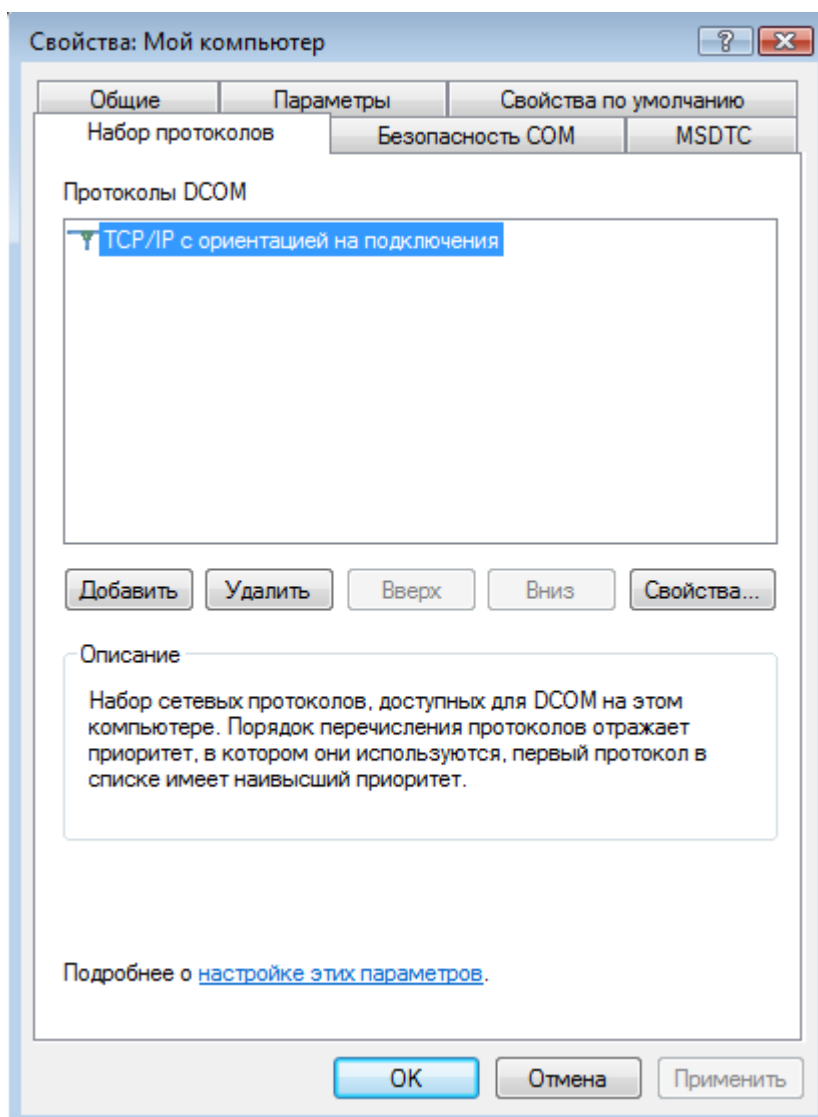 Свойства: Мой компьютер
Общие
Параметры
Свойства по умолчанию
Набор протоколов
Безопасность COM
MSDTC
Протоколы DCOM
TCP/IP с ориентацией на подключения
Добавить
Удалить
Вверх
Вниз
Свойства...
Описание
Набор сетевых протоколов, доступных для DCOM на этом
компьютере. Порядок перечисления протоколов отражает
приоритет, в котором они используются, первый протокол в
списке имеет наивысший приоритет.
Подробнее о настройке этих параметров.
OK
Отмена
Применить